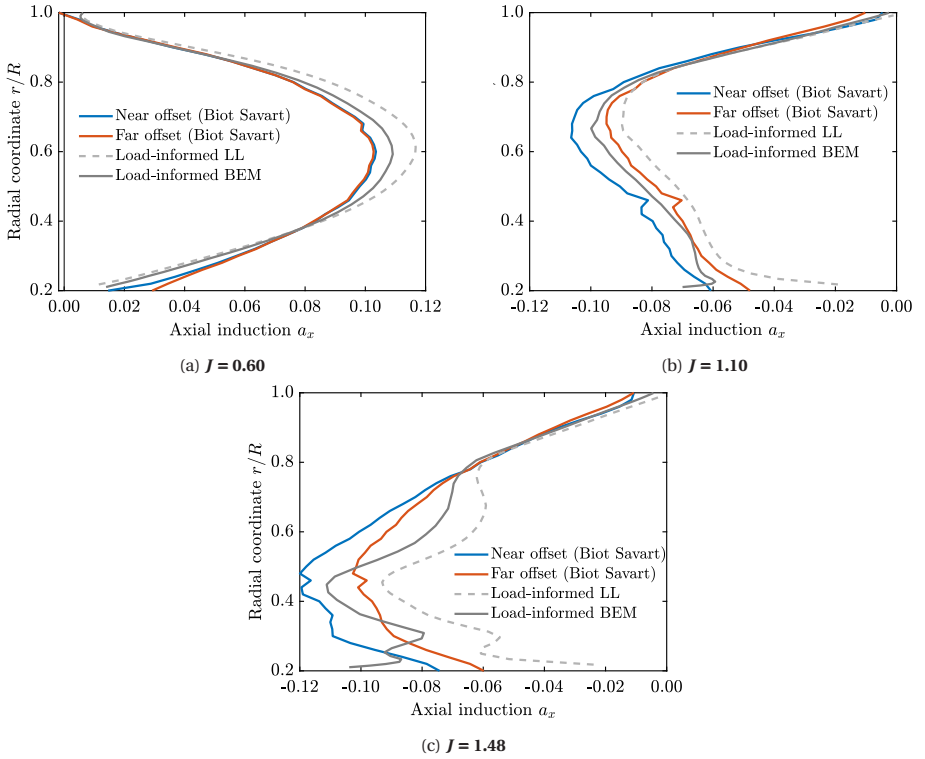 1.0
0.8
0.6
0.4
0.2
Radial coordinate r/R
Near offset (Biot Savart)
Far offset (Biot Savart)
Load-informed LL
Load-informed BEM
0.00 0.02 0.04 0.06 0.08 0.10 0.12
Axial induction aₓ
(a) J = 0.60
1.0
0.8
0.6
0.4
0.2
Near offset (Biot Savart)
Far offset (Biot Savart)
Load-informed LL
Load-informed BEM
-0.12 -0.10 -0.08 -0.06 -0.04 -0.02 0.00
Axial induction aₓ
(b) J = 1.10
1.0
0.8
0.6
0.4
0.2
Radial coordinate r/R
Near offset (Biot Savart)
Far offset (Biot Savart)
Load-informed LL
Load-informed BEM
-0.12 -0.10 -0.08 -0.06 -0.04 -0.02 0.00
Axial induction aₓ
(c) J = 1.48